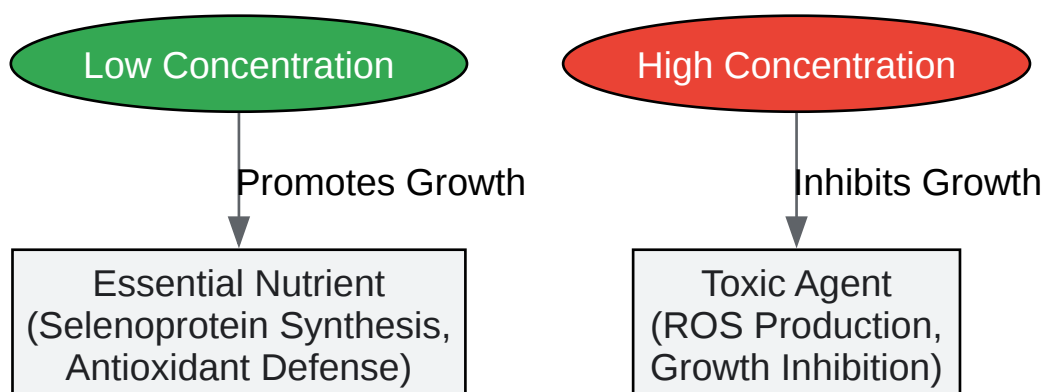 Low Concentration
High Concentration
Promotes Growth
Inhibits Growth
Essential Nutrient
(Selenoprotein Synthesis,
Antioxidant Defense)
Toxic Agent
(ROS Production,
Growth Inhibition)